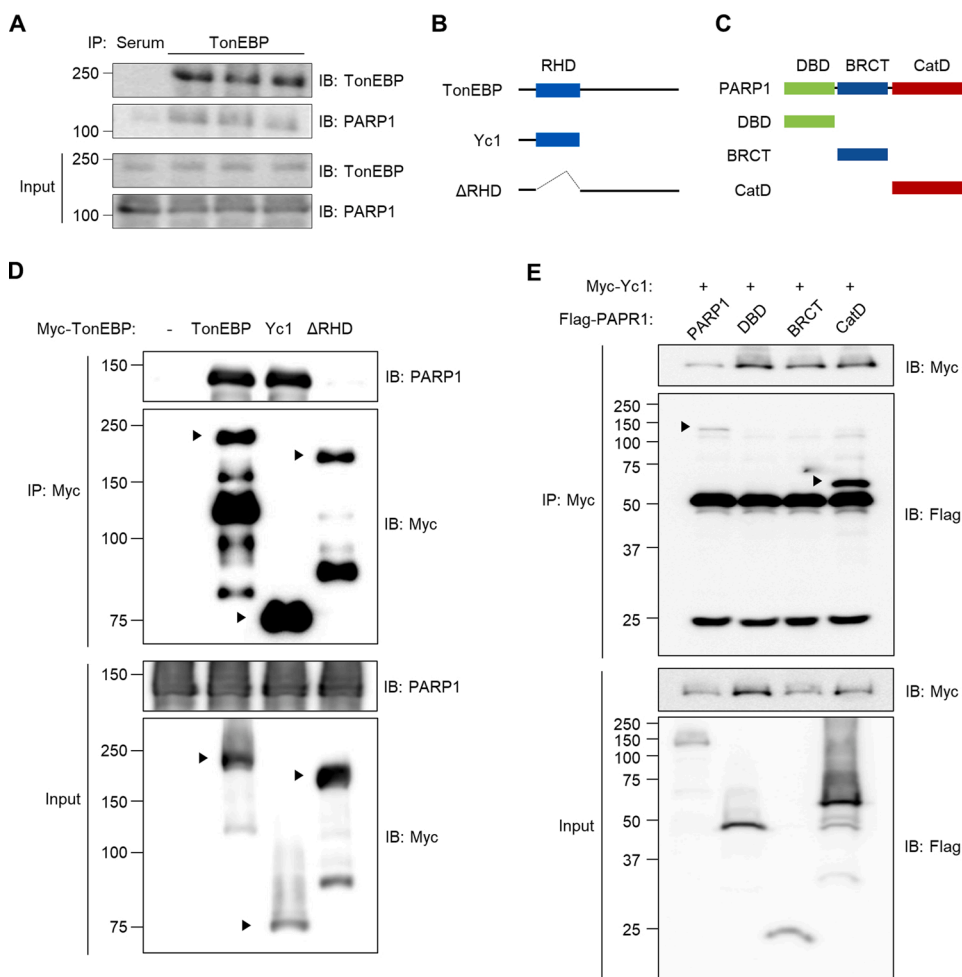 A
IP: Serum TonEBP
250
IB: TonEBP
100
IB: PARP1
Input
250
IB: TonEBP
100
IB: PARP1
B
RHD
TonEBP
Yc1
ΔRHD
C
DBD BRCT CatD
PARP1
DBD
BRCT
CatD
D
Myc-TonEBP: - TonEBP Yc1 ΔRHD
IP: Myc
150
IB: PARP1
250
150
100
75
IB: Myc
Input
150
IB: PARP1
250
150
100
75
IB: Myc
E
Myc-Yc1: + + + +
Flag-PAPR1: PARP1 DBD BRCT CatD
IP: Myc
IB: Myc
250
150
100
75
50
37
25
IB: Flag
Input
IB: Myc
250
150
100
75
50
37
25
IB: Flag